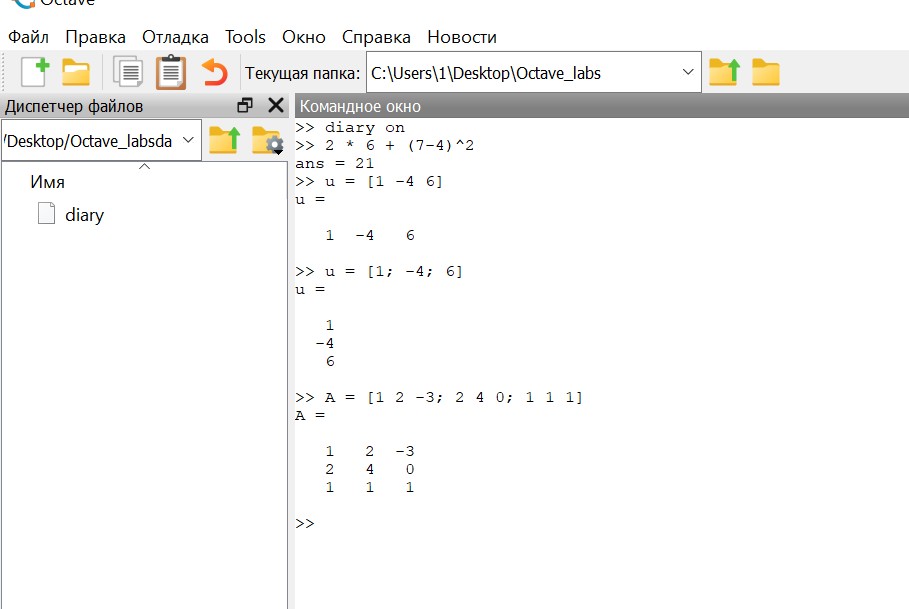 Octave
Файл Правка Отладка Tools Окно Справка Новости
Текущая папка: C:\Users\1\Desktop\Octave_labs
Диспетчер файлов
/Desktop/Octave_labsda
Имя
diary
Командное окно
>> diary on
>> 2 * 6 + (7-4)^2
ans = 21
>> u = [1 -4 6]
u =
1 -4 6
>> u = [1; -4; 6]
u =
1
-4
6
>> A = [1 2 -3; 2 4 0; 1 1 1]
A =
1 2 -3
2 4 0
1 1 1
>>